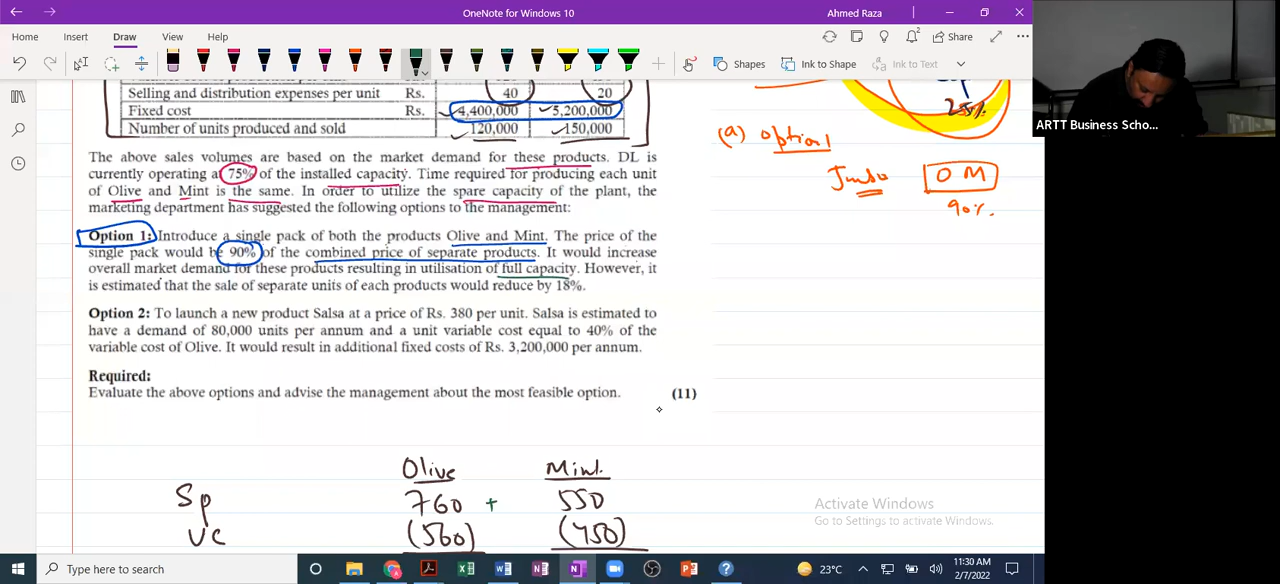 OneNote for Windows 10
Ahmed Raza
Home Insert Draw View Help
Share
Shapes Ink to Shape Ink to Text
Selling and distribution expenses per unit Rs. 40 20
Fixed cost Rs. 4,400,000 5,200,000
Number of units produced and sold 120,000 150,000
The above sales volumes are based on the market demand for these products. DL is
currently operating at 75% of the installed capacity. Time required for producing each unit
of Olive and Mint is the same. In order to utilize the spare capacity of the plant, the
marketing department has suggested the following options to the management:
Option 1: Introduce a single pack of both the products Olive and Mint. The price of the
single pack would be 90% of the combined price of separate products. It would increase
overall market demand for these products resulting in utilisation of full capacity. However, it
is estimated that the sale of separate units of each products would reduce by 18%.
Option 2: To launch a new product Salsa at a price of Rs. 380 per unit. Salsa is estimated to
have a demand of 80,000 units per annum and a unit variable cost equal to 40% of the
variable cost of Olive. It would result in additional fixed costs of Rs. 3,200,000 per annum.
Required:
Evaluate the above options and advise the management about the most feasible option. (11)
25%
(a) Option 1
Jumbo O M
90%
Olive Mint
Sp 760 + 550
VC (560) (450)
Activate Windows
Go to Settings to activate Windows.
ARTT Business Scho...
Type here to search
23°C
11:30 AM
2/7/2022